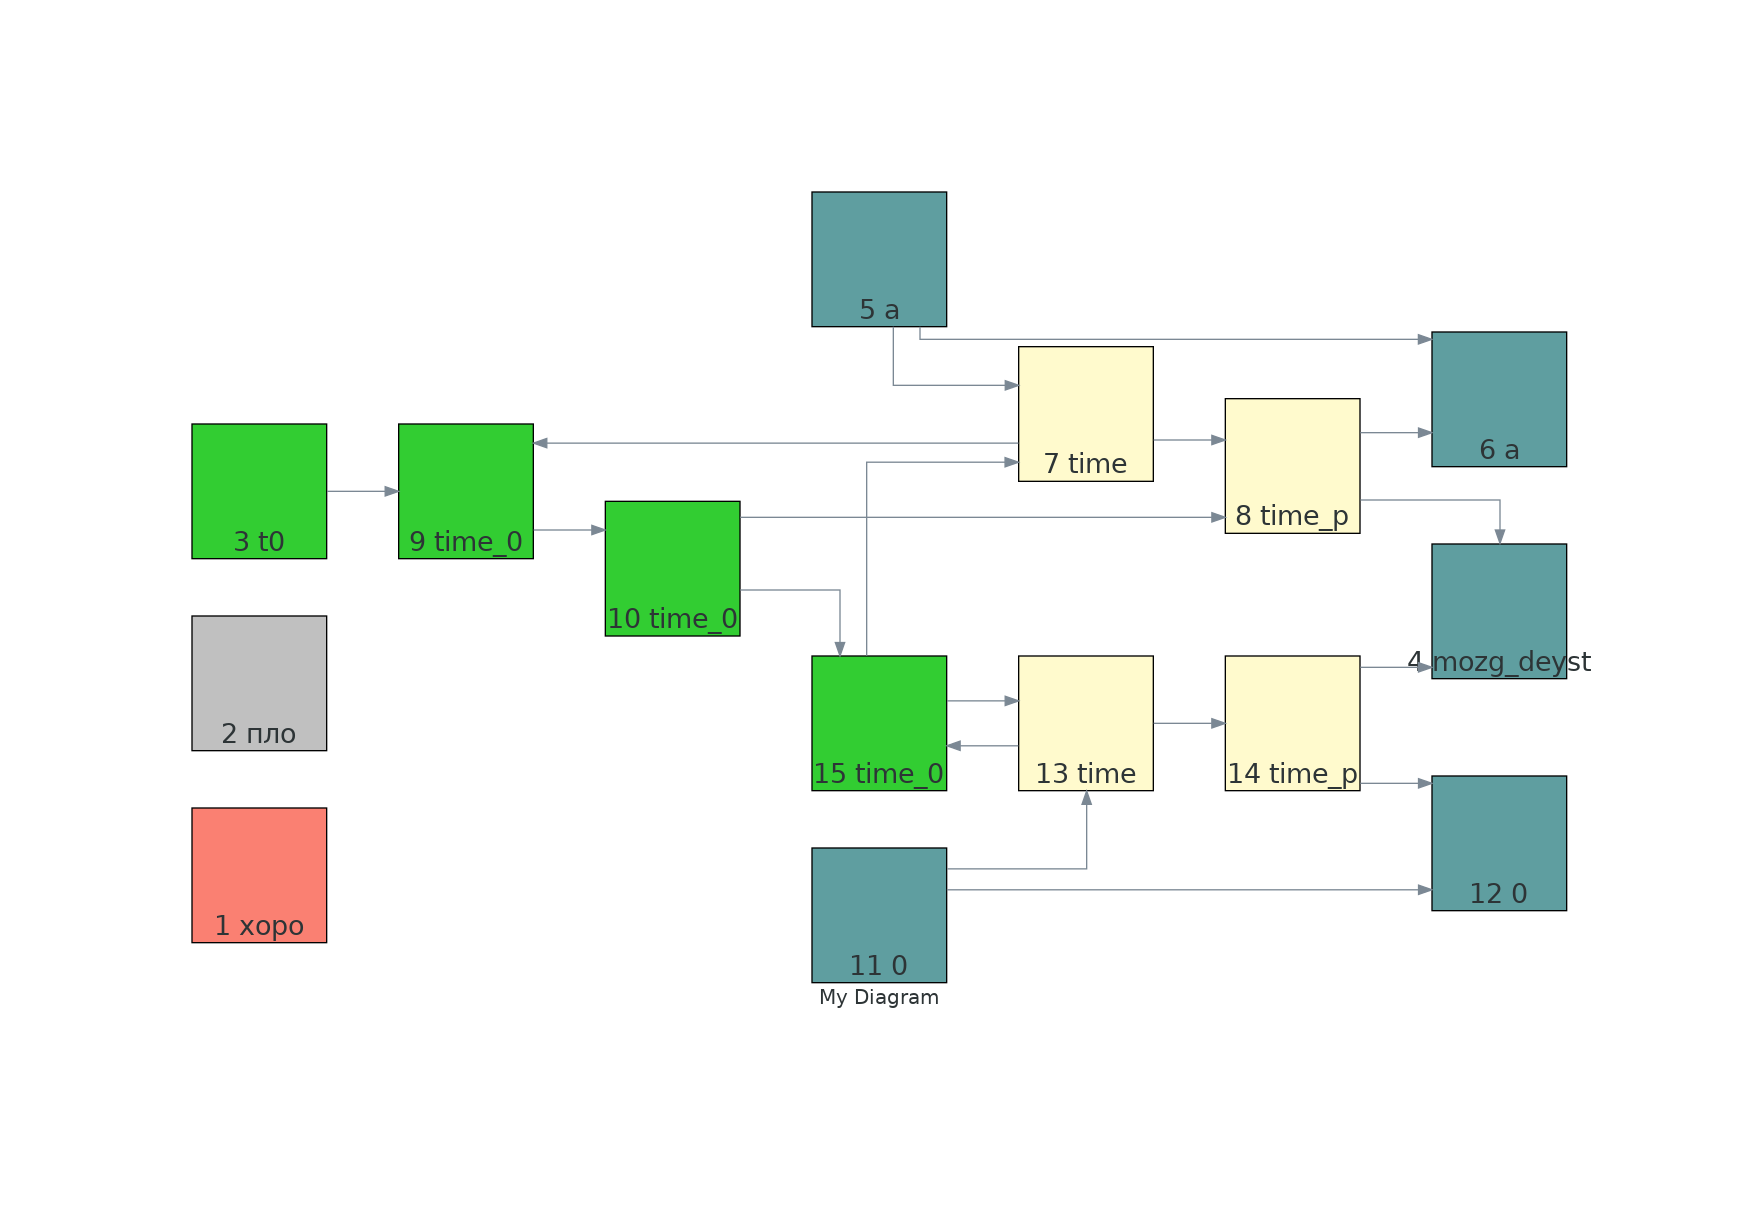 5 a
6 a
7 time
8 time_p
3 t0
9 time_0
10 time_0
4 mozg_deyst
2 пло
15 time_0
13 time
14 time_p
12 0
1 хоро
11 0
My Diagram